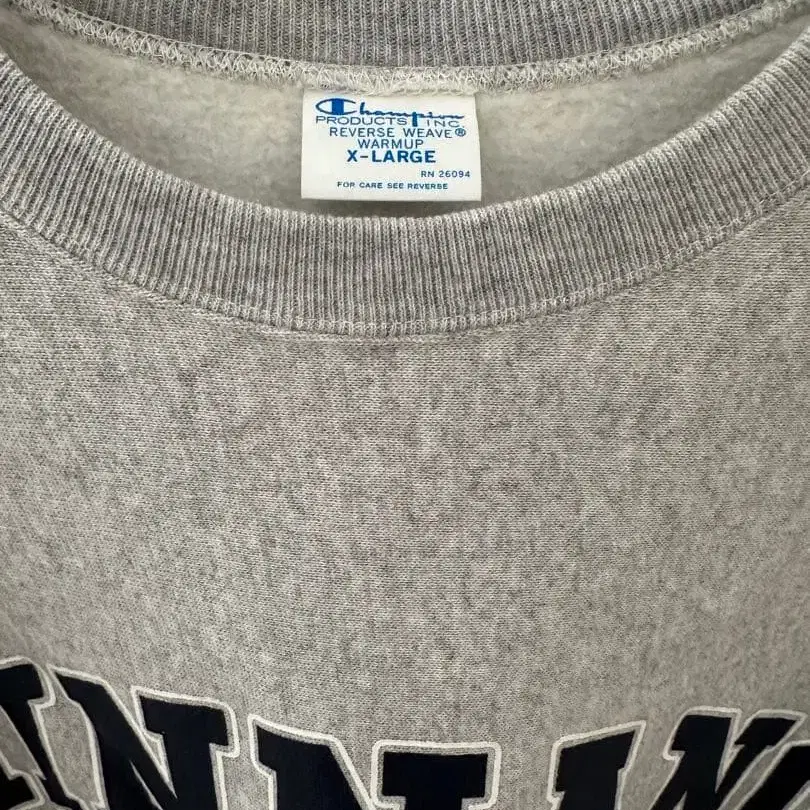 Champion
PRODUCTS INC.
REVERSE WEAVE®
WARMUP
X-LARGE
RN 26094
FOR CARE SEE REVERSE